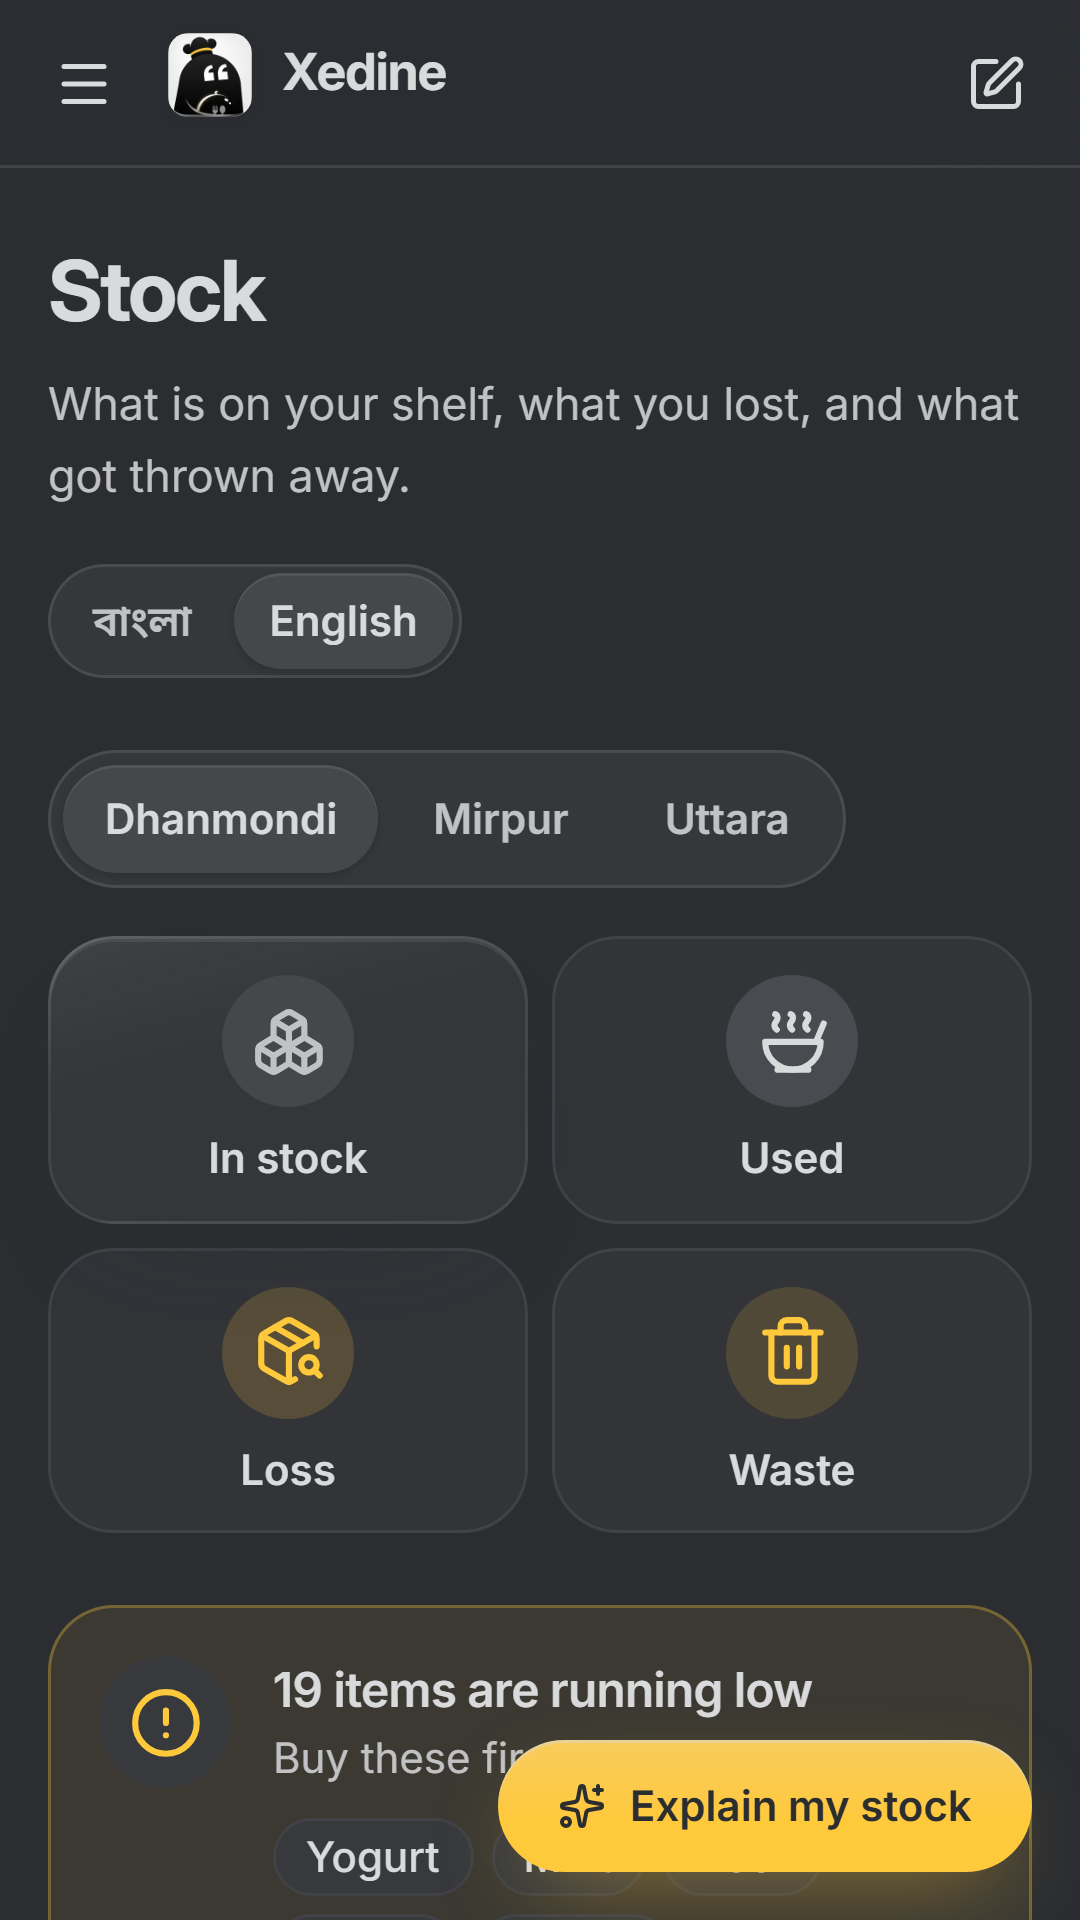 Xedine
Stock
What is on your shelf, what you lost, and what
got thrown away.
বাংলা English
Dhanmondi Mirpur Uttara
In stock Used
Loss Waste
19 items are running low
Buy these
Explain my stock
Yogurt